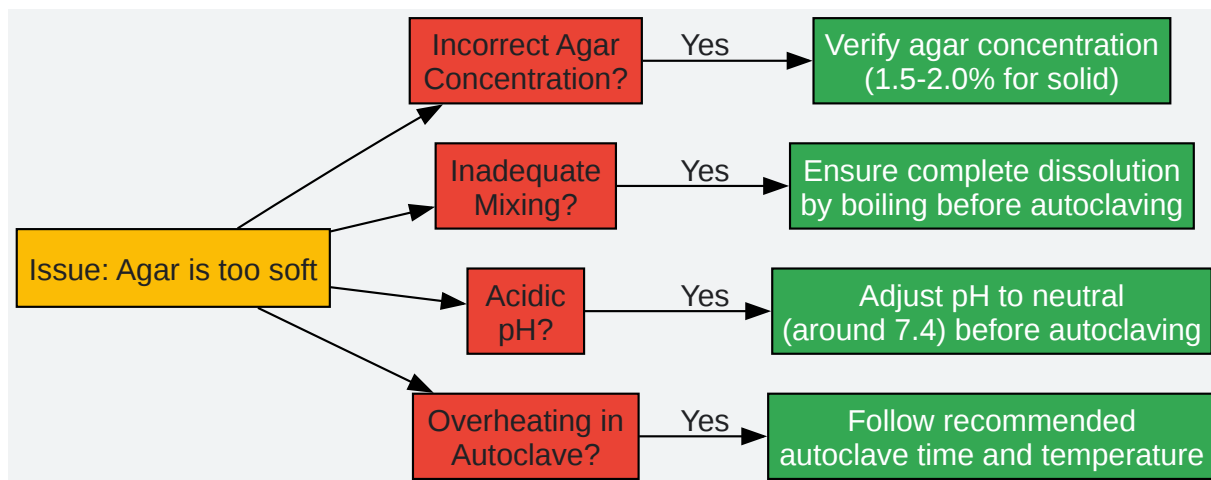 Incorrect Agar
Concentration?
Yes
Verify agar concentration
(1.5-2.0% for solid)
Inadequate
Mixing?
Yes
Ensure complete dissolution
by boiling before autoclaving
Issue: Agar is too soft
Acidic
pH?
Yes
Adjust pH to neutral
(around 7.4) before autoclaving
Overheating in
Autoclave?
Yes
Follow recommended
autoclave time and temperature